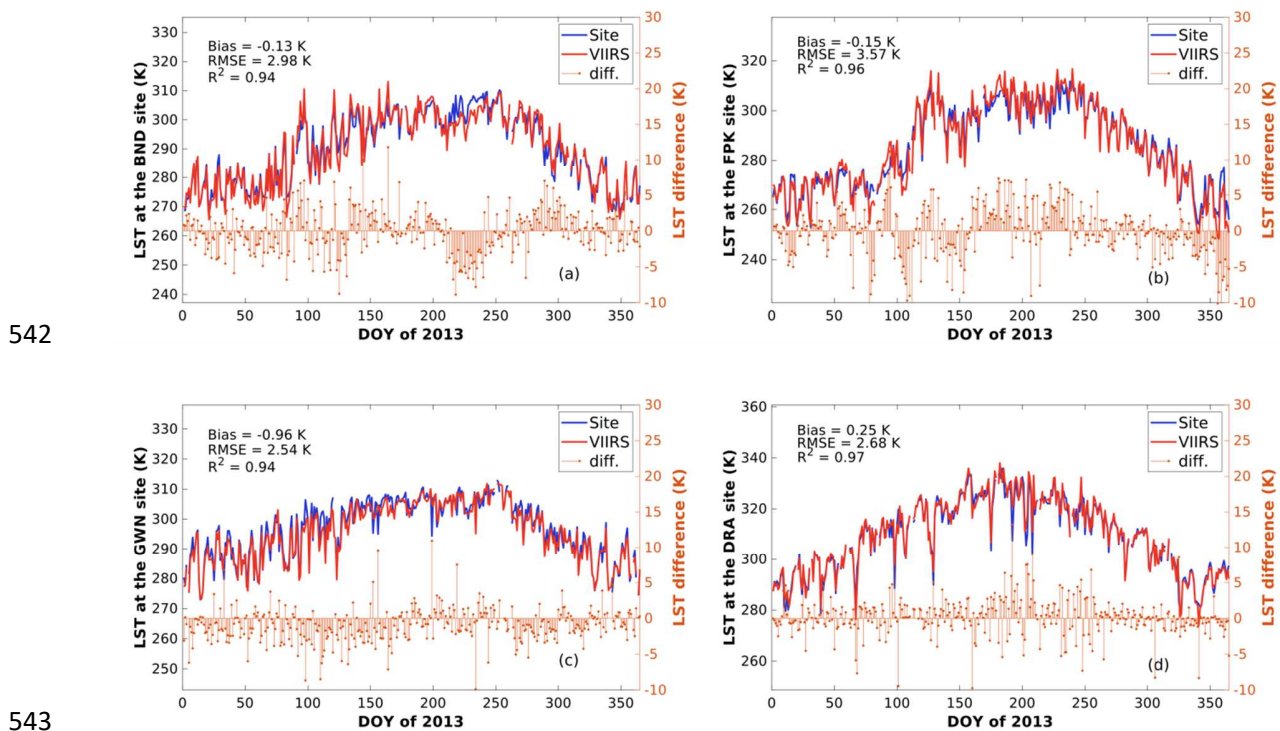 Bias = -0.13 K
RMSE = 2.98 K
R² = 0.94
Site
VIIRS
diff.
330
320
310
300
290
280
270
260
250
240
LST at the BND site (K)
30
25
20
15
10
5
0
-5
-10
LST difference (K)
(a)
0 50 100 150 200 250 300 350
DOY of 2013
Bias = -0.15 K
RMSE = 3.57 K
R² = 0.96
Site
VIIRS
diff.
320
300
280
260
240
LST at the FPK site (K)
30
25
20
15
10
5
0
-5
-10
LST difference (K)
(b)
0 50 100 150 200 250 300 350
DOY of 2013
542
Bias = -0.96 K
RMSE = 2.54 K
R² = 0.94
Site
VIIRS
diff.
330
320
310
300
290
280
270
260
250
LST at the GWN site (K)
30
25
20
15
10
5
0
-5
-10
LST difference (K)
(c)
0 50 100 150 200 250 300 350
DOY of 2013
Bias = 0.25 K
RMSE = 2.68 K
R² = 0.97
Site
VIIRS
diff.
360
340
320
300
280
260
LST at the DRA site (K)
30
25
20
15
10
5
0
-5
-10
LST difference (K)
(d)
0 50 100 150 200 250 300 350
DOY of 2013
543